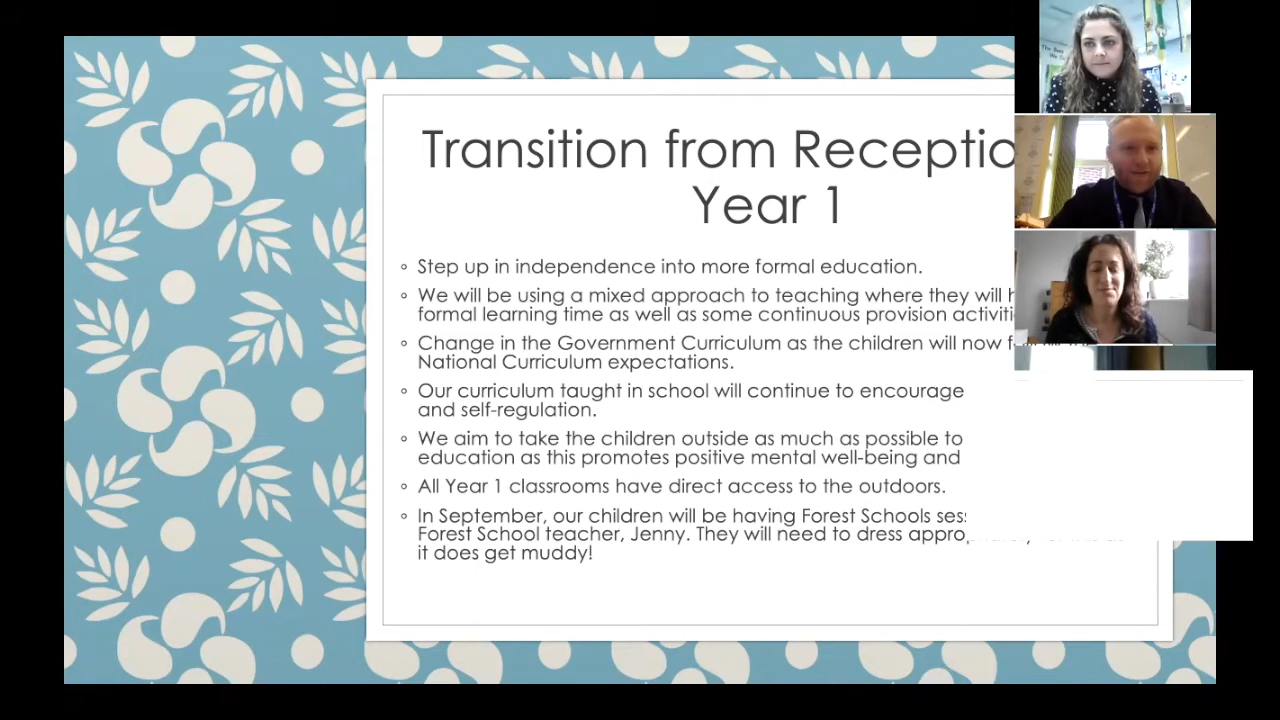 Transition from Receptio
Year 1
◦ Step up in independence into more formal education.
◦ We will be using a mixed approach to teaching where they will h
formal learning time as well as some continuous provision activiti
◦ Change in the Government Curriculum as the children will now f
National Curriculum expectations.
◦ Our curriculum taught in school will continue to encourage
and self-regulation.
◦ We aim to take the children outside as much as possible to
education as this promotes positive mental well-being and
◦ All Year 1 classrooms have direct access to the outdoors.
◦ In September, our children will be having Forest Schools ses
Forest School teacher, Jenny. They will need to dress appro
it does get muddy!